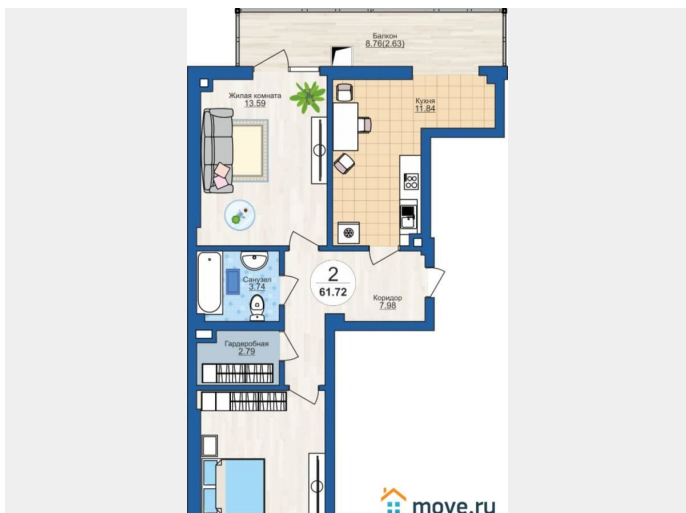 Балкон
8.76(2.63)
Жилая комната
13.59
Кухня
11.84
2
61.72
Санузел
3.74
Коридор
7.98
Гардеробная
2.79
move.ru